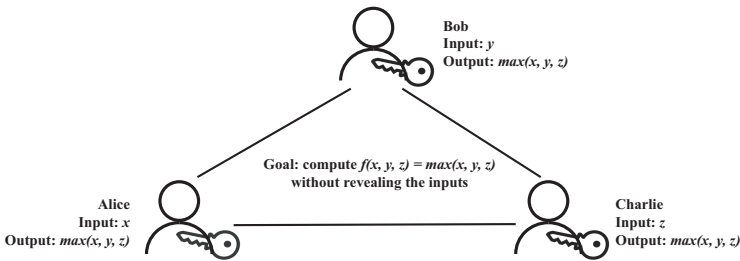 Bob
Input: y
Output: max(x, y, z)
Goal: compute f(x, y, z) = max(x, y, z)
without revealing the inputs
Alice
Input: x
Output: max(x, y, z)
Charlie
Input: z
Output: max(x, y, z)